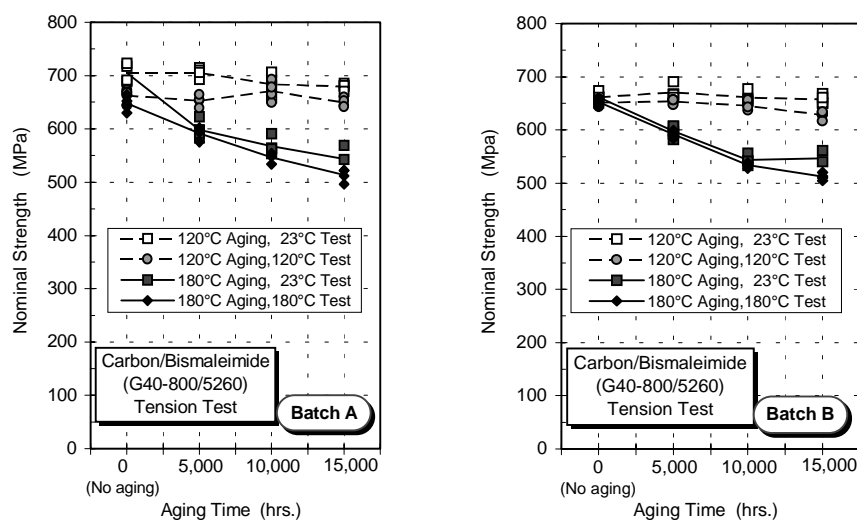 800
700
600
500
400
300
200
100
0
Nominal Strength (MPa)
120°C Aging, 23°C Test
120°C Aging,120°C Test
180°C Aging, 23°C Test
180°C Aging,180°C Test
Carbon/Bismaleimide
(G40-800/5260)
Tension Test
Batch A
0
5,000
10,000
15,000
(No aging)
Aging Time (hrs.)
800
700
600
500
400
300
200
100
0
Nominal Strength (Mpa)
120°C Aging, 23°C Test
120°C Aging,120°C Test
180°C Aging, 23°C Test
180°C Aging,180°C Test
Carbon/Bismaleimide
(G40-800/5260)
Tension Test
Batch B
0
5,000
10,000
15,000
(No aging)
Aging Time (hrs.)